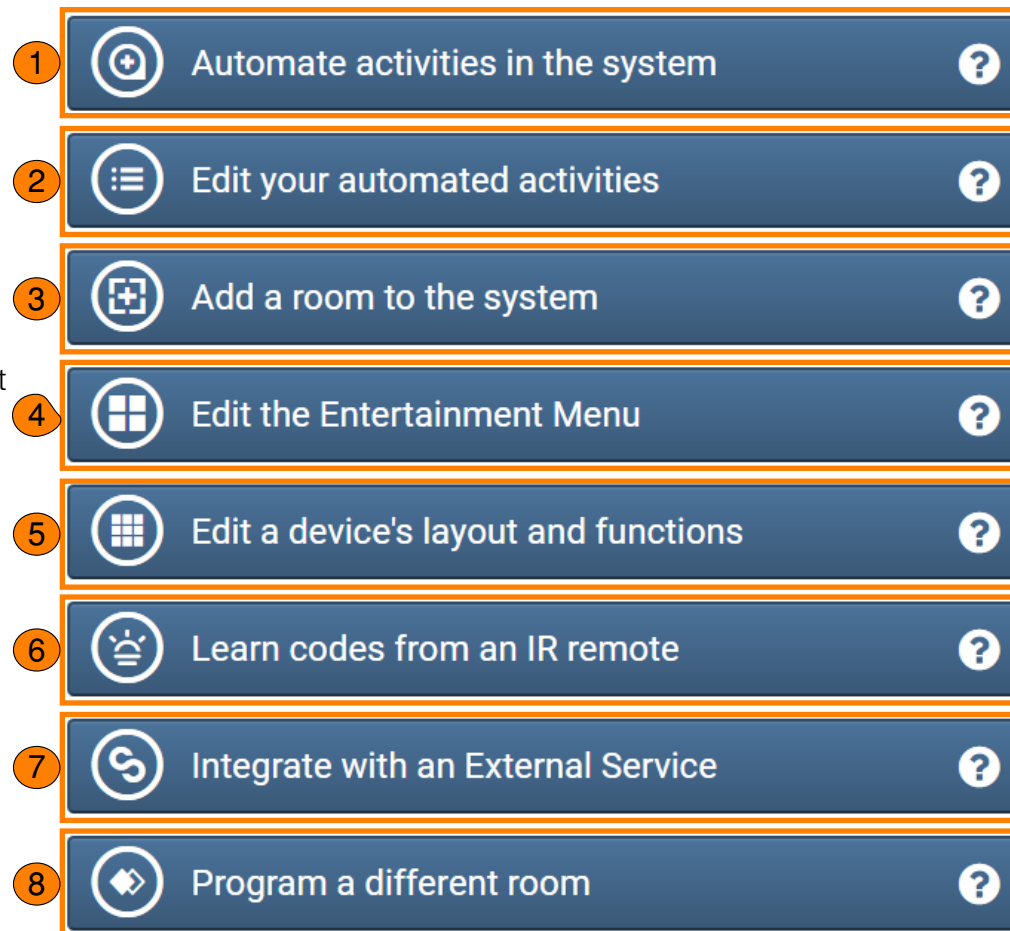 1 Automate activities in the system ?
2 Edit your automated activities ?
3 Add a room to the system ?
t
4 Edit the Entertainment Menu ?
5 Edit a device's layout and functions ?
6 Learn codes from an IR remote ?
7 Integrate with an External Service ?
8 Program a different room ?